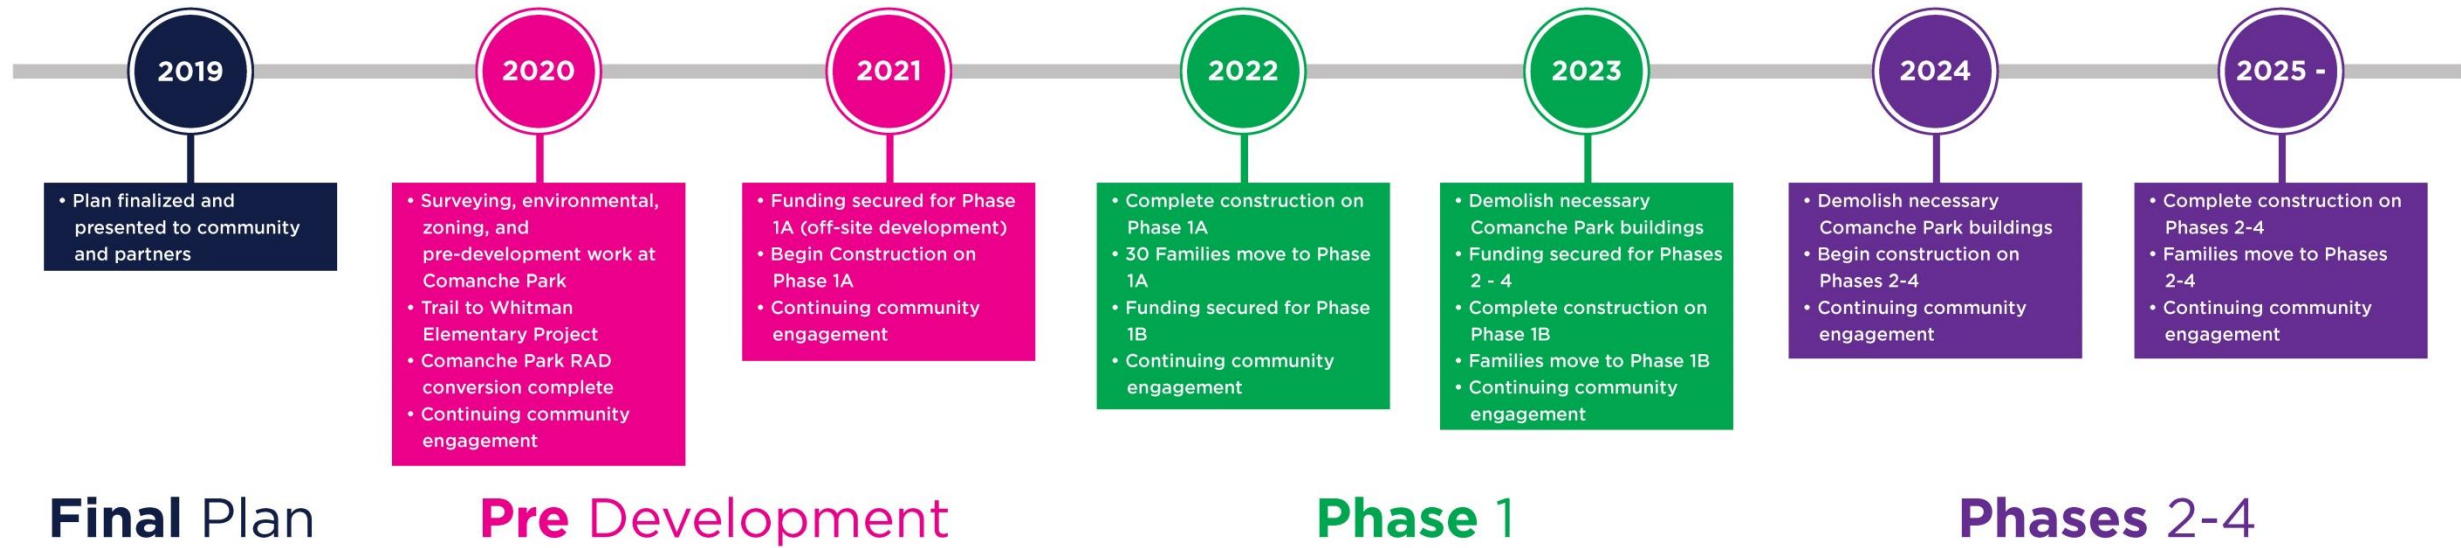 2019
2020
2021
2022
2023
2024
2025 -
• Plan finalized and
presented to community
and partners
• Surveying, environmental,
zoning, and
pre-development work at
Comanche Park
• Trail to Whitman
Elementary Project
• Comanche Park RAD
conversion complete
• Continuing community
engagement
• Funding secured for Phase
1A (off-site development)
• Begin Construction on
Phase 1A
• Continuing community
engagement
• Complete construction on
Phase 1A
• 30 Families move to Phase
1A
• Funding secured for Phase
1B
• Continuing community
engagement
• Demolish necessary
Comanche Park buildings
• Funding secured for Phases
2 - 4
• Complete construction on
Phase 1B
• Families move to Phase 1B
• Continuing community
engagement
• Demolish necessary
Comanche Park buildings
• Begin construction on
Phases 2-4
• Continuing community
engagement
• Complete construction on
Phases 2-4
• Families move to Phases
2-4
• Continuing community
engagement
Final Plan
Pre Development
Phase 1
Phases 2-4